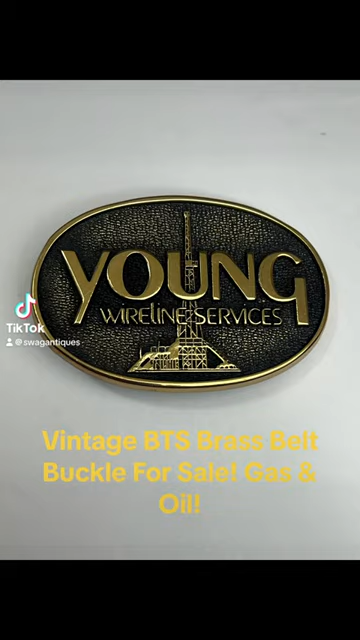 YOUNG
WIRELINE SERVICES
TikTok
@swagantiques
Vintage BTS Brass Belt
Buckle For Sale! Gas &
Oil!